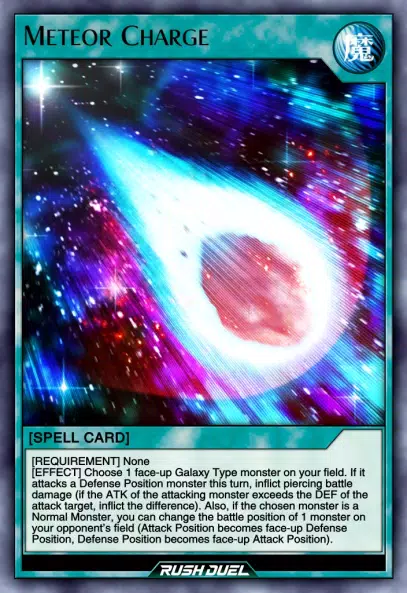 METEOR CHARGE
魔
[SPELL CARD]
[REQUIREMENT] None
[EFFECT] Choose 1 face-up Galaxy Type monster on your field. If it
attacks a Defense Position monster this turn, inflict piercing battle
damage (if the ATK of the attacking monster exceeds the DEF of the
attack target, inflict the difference). Also, if the chosen monster is a
Normal Monster, you can change the battle position of 1 monster on
your opponent's field (Attack Position becomes face-up Defense
Position, Defense Position becomes face-up Attack Position).
RUSH DUEL